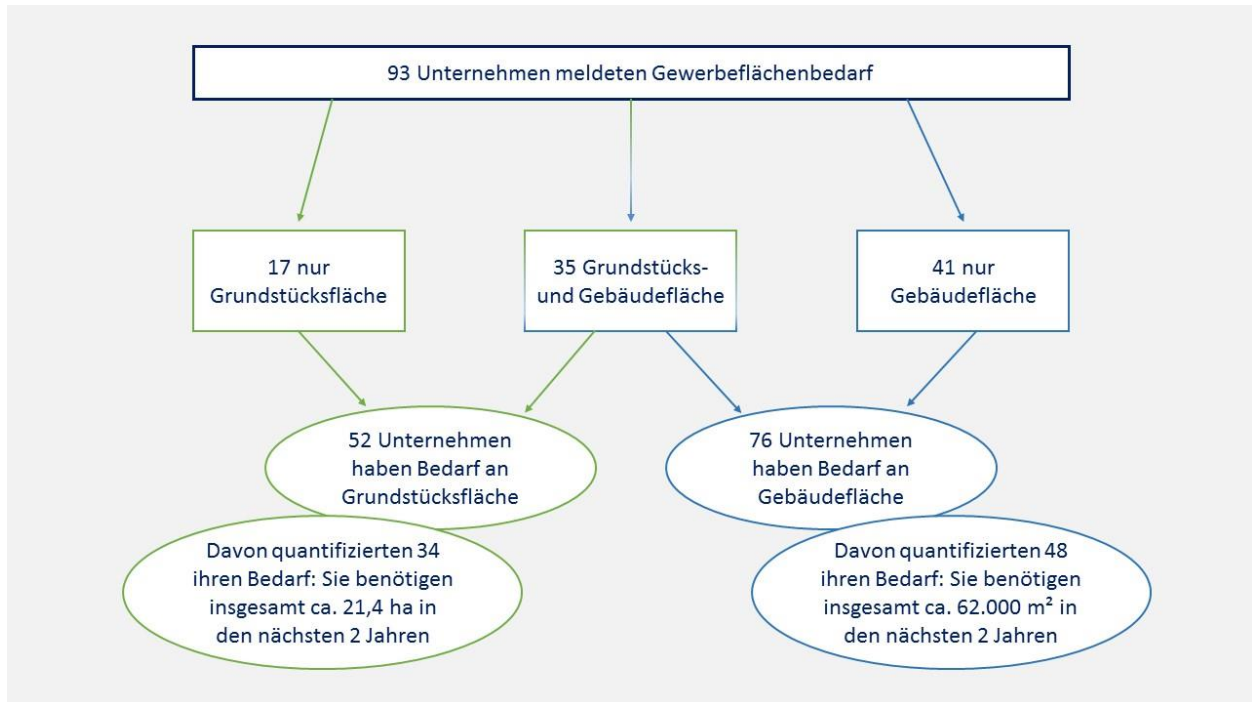 93 Unternehmen meldeten Gewerbeflächenbedarf
17 nur
Grundstücksfläche
35 Grundstücks-
und Gebäudefläche
41 nur
Gebäudefläche
52 Unternehmen
haben Bedarf an
Grundstücksfläche
76 Unternehmen
haben Bedarf an
Gebäudefläche
Davon quantifizierten 34
ihren Bedarf: Sie benötigen
insgesamt ca. 21,4 ha in
den nächsten 2 Jahren
Davon quantifizierten 48
ihren Bedarf: Sie benötigen
insgesamt ca. 62.000 m² in
den nächsten 2 Jahren